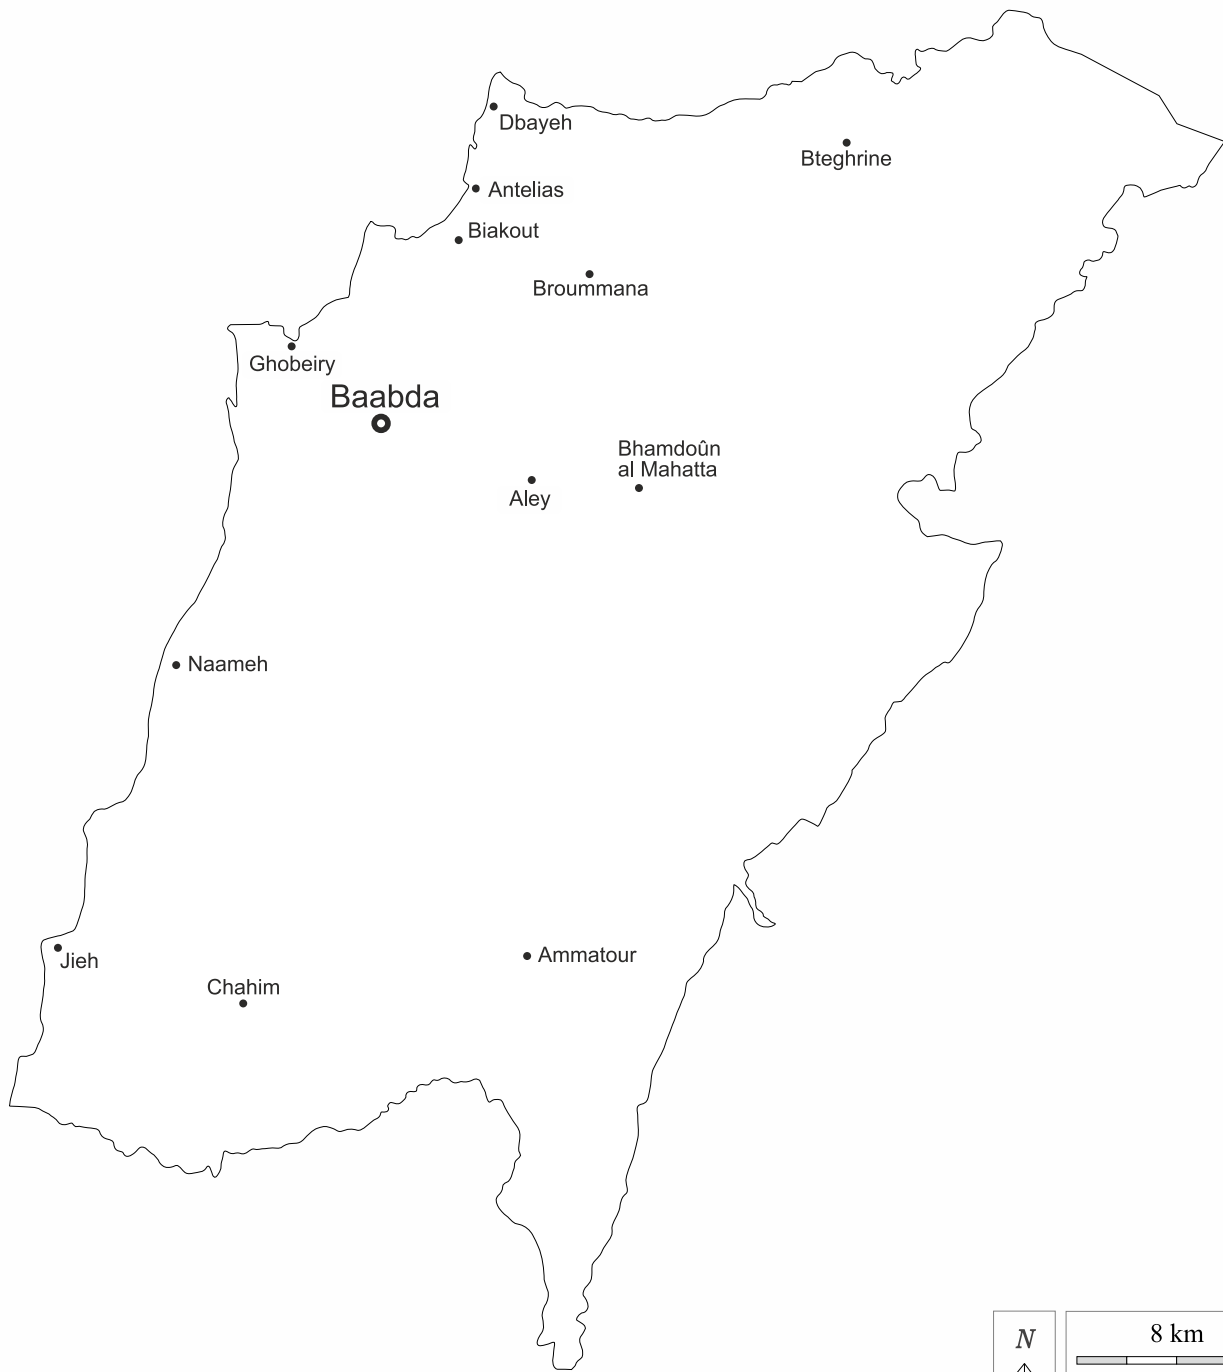 Dbayeh
Bteghrine
Antelias
Biakout
Broummana
Ghobeiry
Baabda
Bhamdoûn
al Mahatta
Aley
Naameh
Ammatour
Jieh
Chahim
N
8 km